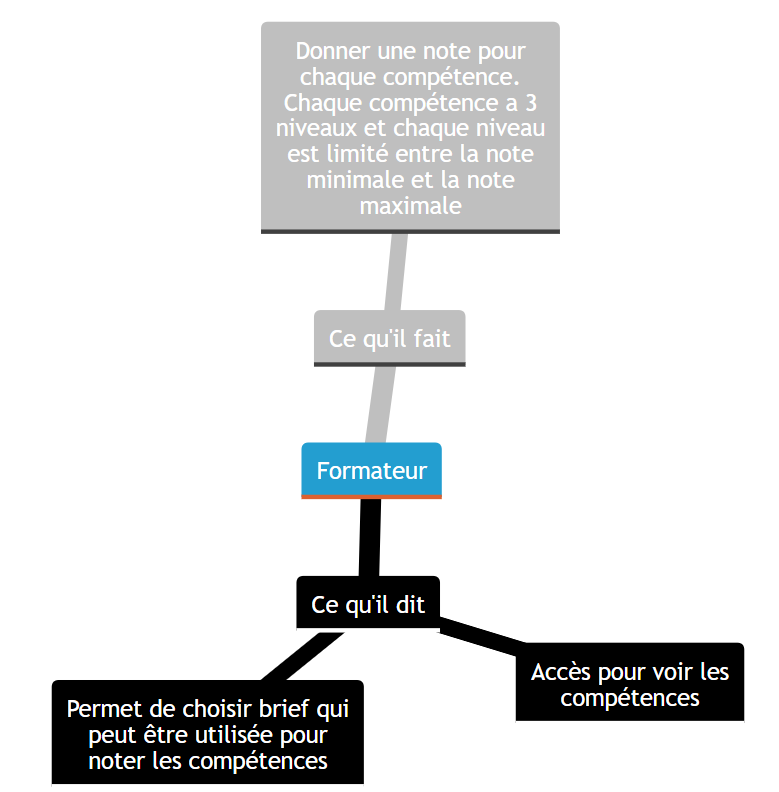 Donner une note pour
chaque compétence.
Chaque compétence a 3
niveaux et chaque niveau
est limité entre la note
minimale et la note
maximale
Ce qu'il fait
Formateur
Ce qu'il dit
Accès pour voir les
compétences
Permet de choisir brief qui
peut être utilisée pour
noter les compétences